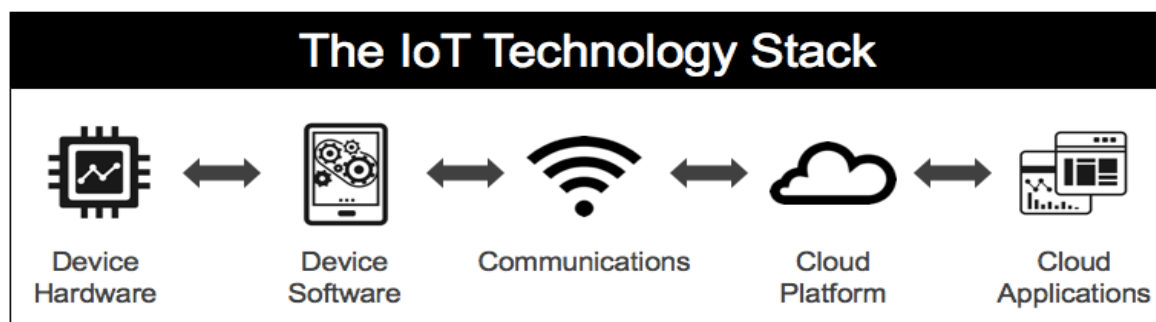 The IoT Technology Stack
Device
Hardware
Device
Software
Communications
Cloud
Platform
Cloud
Applications